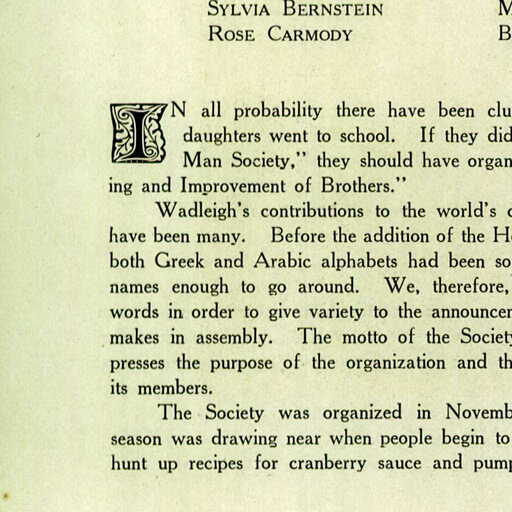 SYLVIA BERNSTEIN M
ROSE CARMODY B
IN all probability there have been clu
daughters went to school. If they did
Man Society," they should have organ
ing and Improvement of Brothers."
Wadleigh's contributions to the world's c
have been many. Before the addition of the He
both Greek and Arabic alphabets had been so
names enough to go around. We, therefore,
words in order to give variety to the announcem
makes in assembly. The motto of the Society
presses the purpose of the organization and th
its members.
The Society was organized in Novemb
season was drawing near when people begin to
hunt up recipes for cranberry sauce and pump